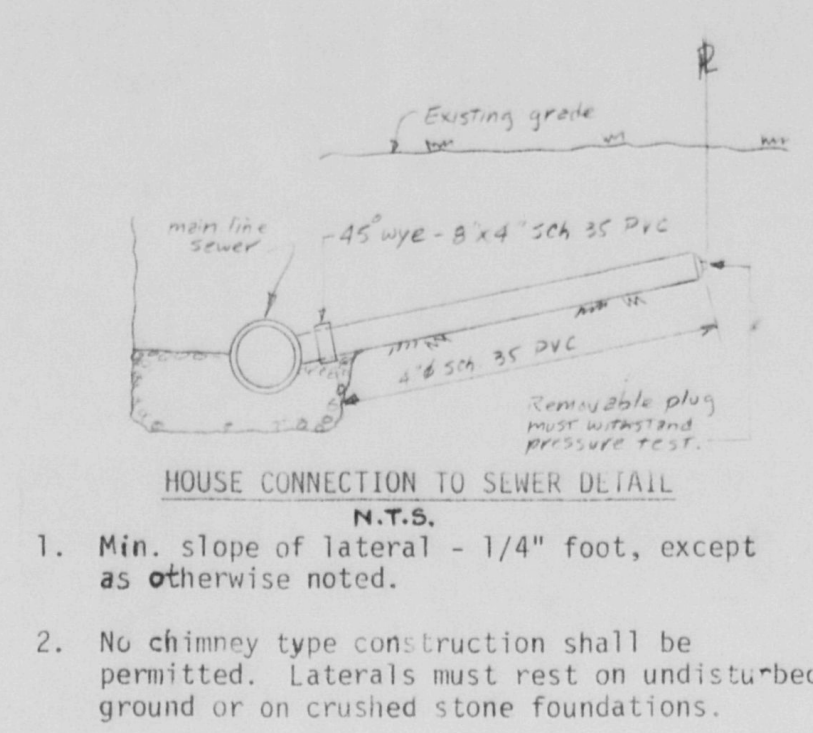 PL
Existing grade
main line
sewer
45° wye - 8"x4" Sch 35 PVC
4"ϕ Sch 35 PVC
Removable plug
must withstand
pressure test.
HOUSE CONNECTION TO SEWER DETAIL
N.T.S.
1. Min. slope of lateral - 1/4" foot, except
as otherwise noted.
2. No chimney type construction shall be
permitted. Laterals must rest on undisturbed
ground or on crushed stone foundations.